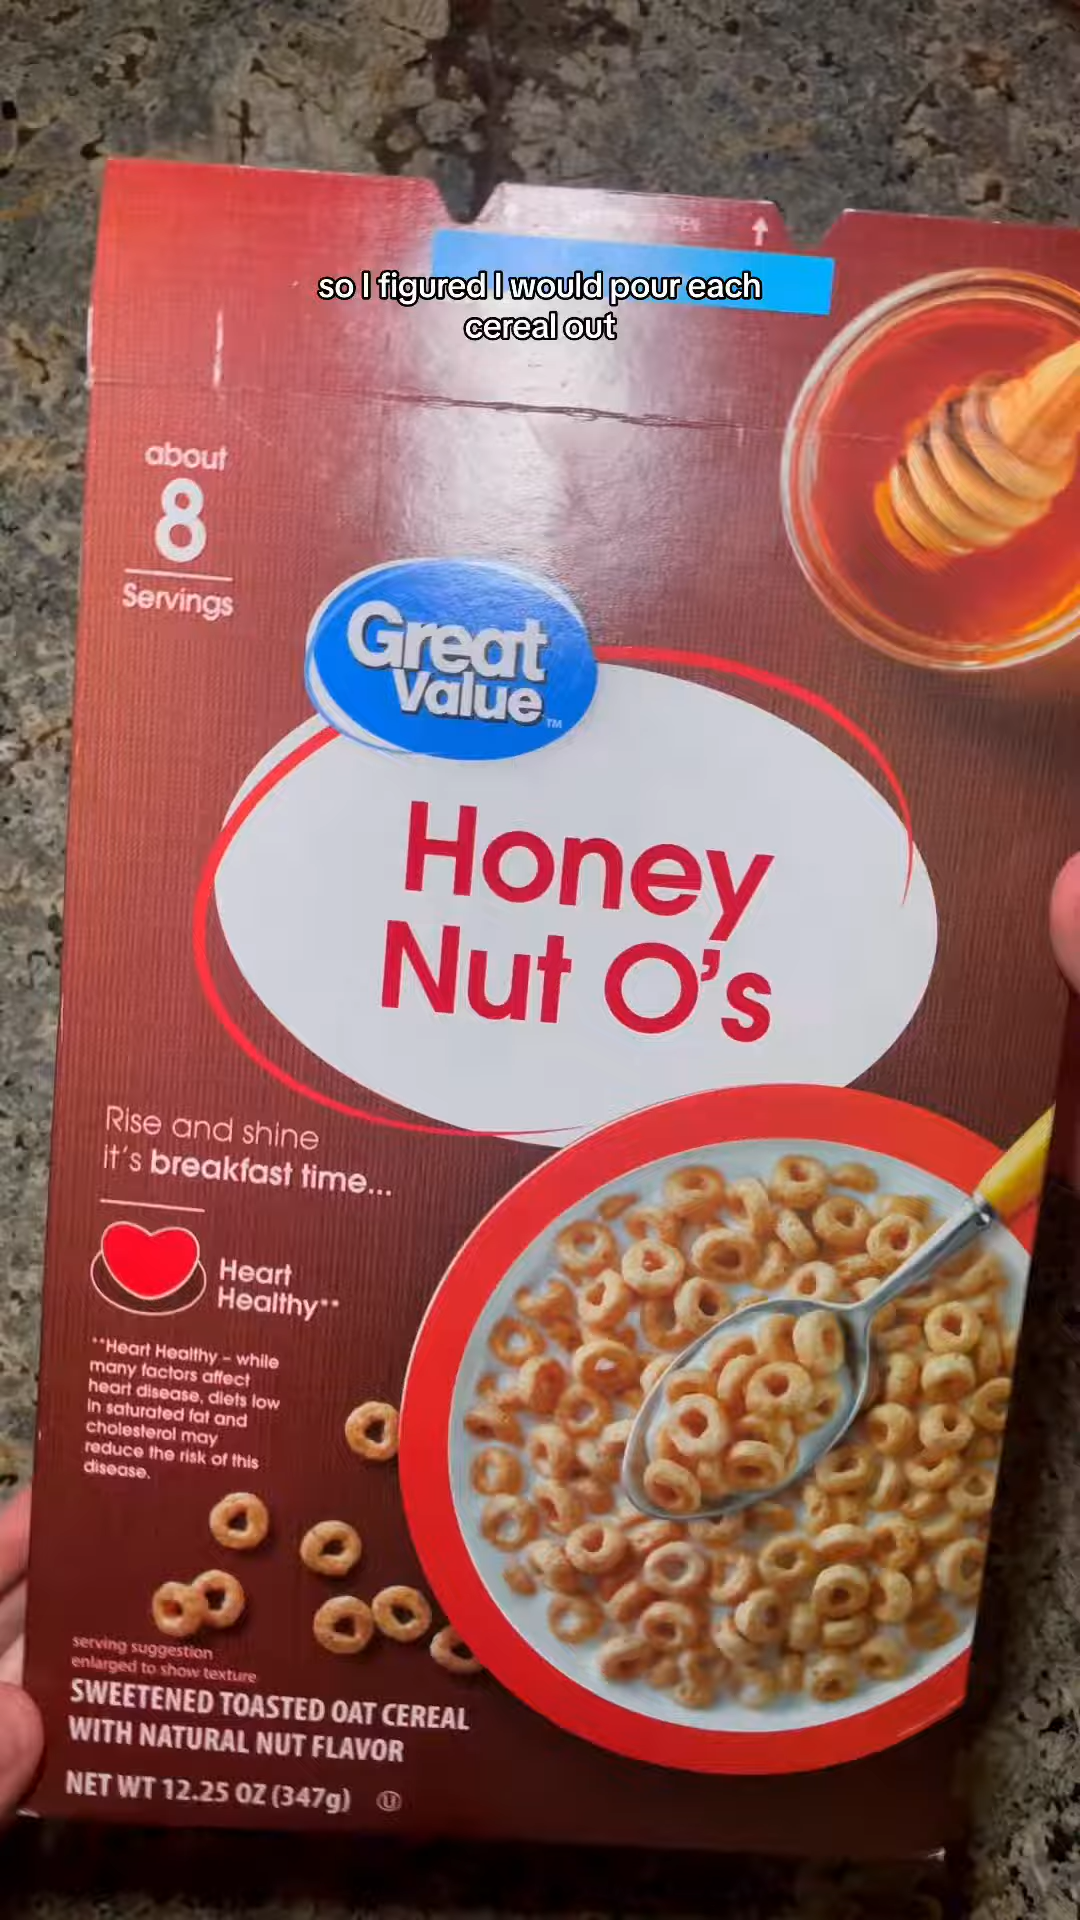 so I figured I would pour each
cereal out
about
8
Servings
Great
Value™
Honey
Nut O's
Rise and shine
it's breakfast time...
Heart
Healthy**
**Heart Healthy – while
many factors affect
heart disease, diets low
in saturated fat and
cholesterol may
reduce the risk of this
disease.
serving suggestion
enlarged to show texture
SWEETENED TOASTED OAT CEREAL
WITH NATURAL NUT FLAVOR
NET WT 12.25 OZ (347g) U